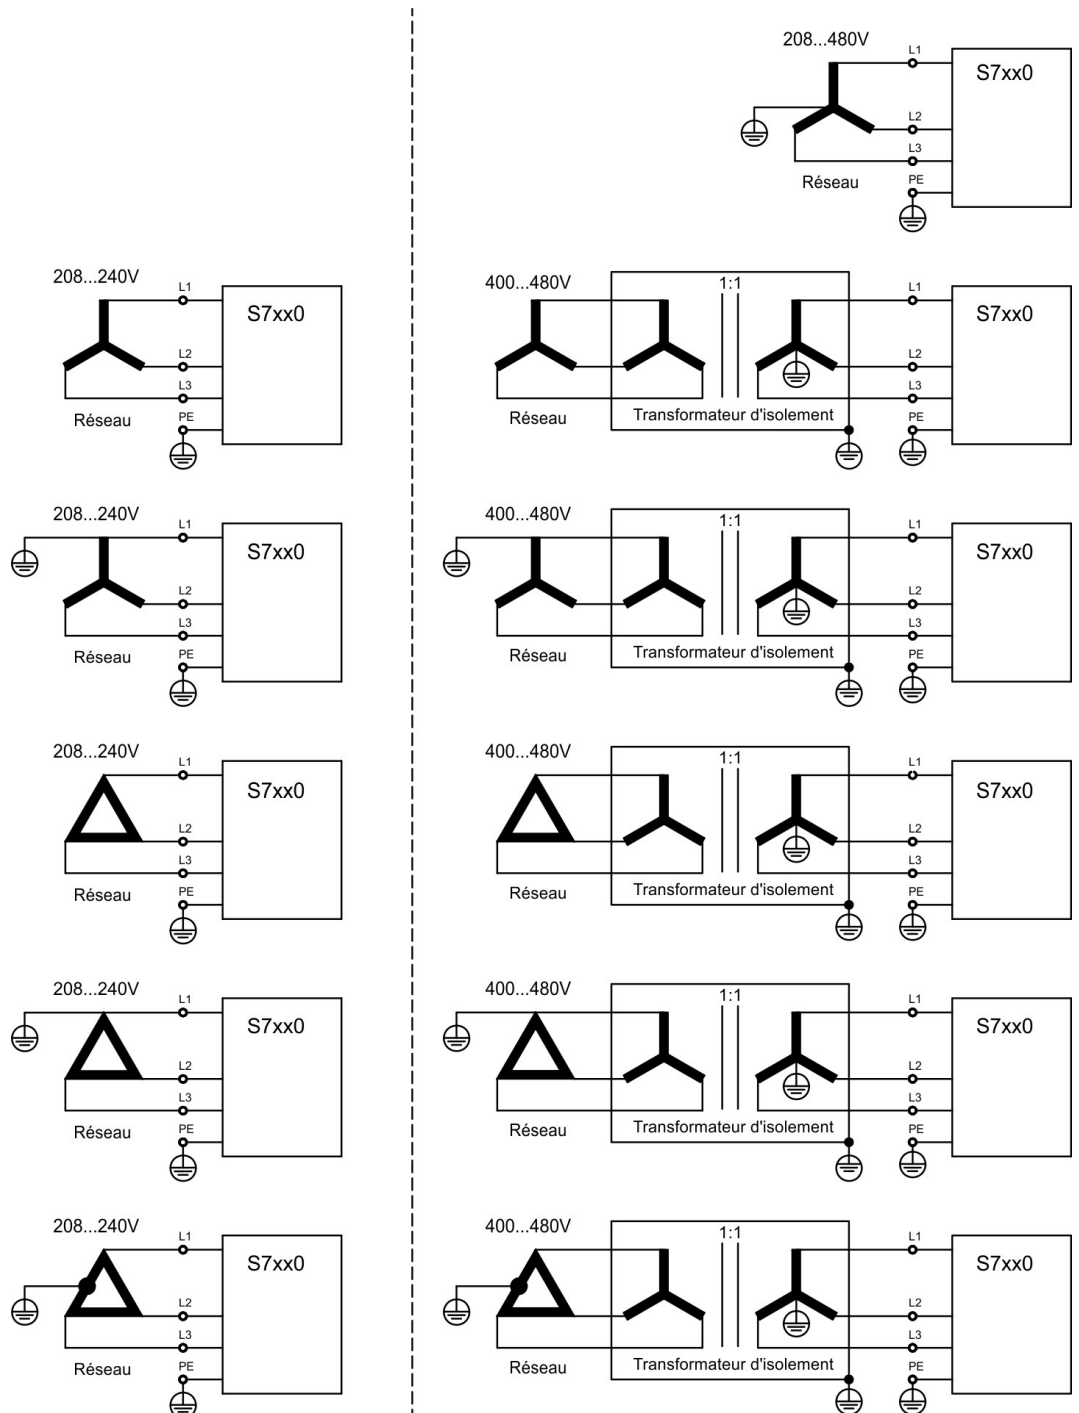 208...480V
L1
S7xx0
L2
L3
Réseau
PE
208...240V
L1
S7xx0
L2
L3
Réseau
PE
400...480V
1:1
L1
S7xx0
L2
L3
Réseau
Transformateur d'isolement
PE
208...240V
L1
S7xx0
L2
L3
Réseau
PE
400...480V
1:1
L1
S7xx0
L2
L3
Réseau
Transformateur d'isolement
PE
208...240V
L1
S7xx0
L2
L3
Réseau
PE
400...480V
1:1
L1
S7xx0
L2
L3
Réseau
Transformateur d'isolement
PE
208...240V
L1
S7xx0
L2
L3
Réseau
PE
400...480V
1:1
L1
S7xx0
L2
L3
Réseau
Transformateur d'isolement
PE
208...240V
L1
S7xx0
L2
L3
Réseau
PE
400...480V
1:1
L1
S7xx0
L2
L3
Réseau
Transformateur d'isolement
PE